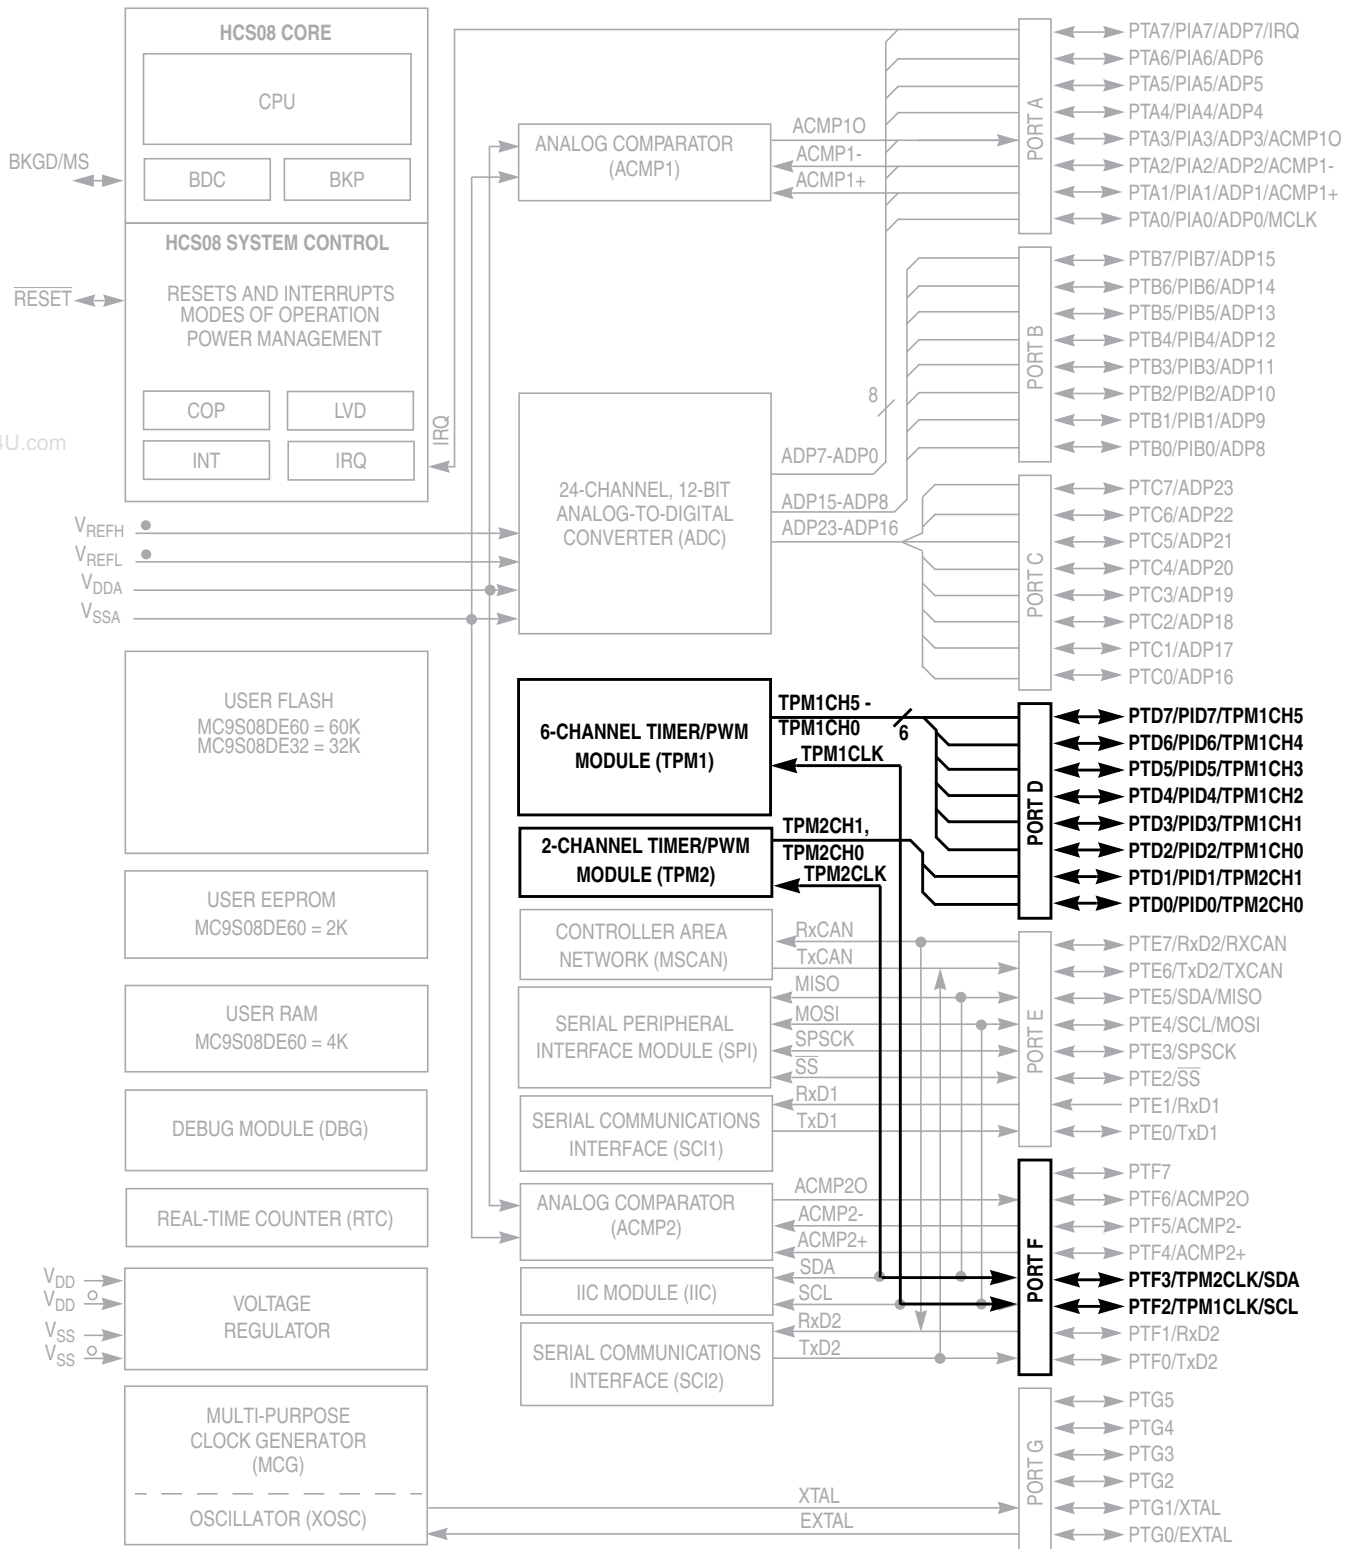 HCS08 CORE
CPU
BDC
BKP
BKGD/MS
HCS08 SYSTEM CONTROL
RESETS AND INTERRUPTS
MODES OF OPERATION
POWER MANAGEMENT
RESET
COP
LVD
INT
IRQ
IRQ
4U.com
VREFH
VREFL
VDDA
VSSA
USER FLASH
MC9S08DE60 = 60K
MC9S08DE32 = 32K
USER EEPROM
MC9S08DE60 = 2K
USER RAM
MC9S08DE60 = 4K
DEBUG MODULE (DBG)
REAL-TIME COUNTER (RTC)
VDD
VDD
VSS
VSS
VOLTAGE
REGULATOR
MULTI-PURPOSE
CLOCK GENERATOR
(MCG)
OSCILLATOR (XOSC)
XTAL
EXTAL
ANALOG COMPARATOR
(ACMP1)
ACMP1O
ACMP1-
ACMP1+
24-CHANNEL, 12-BIT
ANALOG-TO-DIGITAL
CONVERTER (ADC)
8
ADP7-ADP0
ADP15-ADP8
ADP23-ADP16
6-CHANNEL TIMER/PWM
MODULE (TPM1)
TPM1CH5 -
TPM1CH0
6
TPM1CLK
2-CHANNEL TIMER/PWM
MODULE (TPM2)
TPM2CH1,
TPM2CH0
TPM2CLK
CONTROLLER AREA
NETWORK (MSCAN)
RxCAN
TxCAN
SERIAL PERIPHERAL
INTERFACE MODULE (SPI)
MISO
MOSI
SPSCK
SS
SERIAL COMMUNICATIONS
INTERFACE (SCI1)
RxD1
TxD1
ANALOG COMPARATOR
(ACMP2)
ACMP2O
ACMP2-
ACMP2+
IIC MODULE (IIC)
SDA
SCL
SERIAL COMMUNICATIONS
INTERFACE (SCI2)
RxD2
TxD2
PORT A
PTA7/PIA7/ADP7/IRQ
PTA6/PIA6/ADP6
PTA5/PIA5/ADP5
PTA4/PIA4/ADP4
PTA3/PIA3/ADP3/ACMP1O
PTA2/PIA2/ADP2/ACMP1-
PTA1/PIA1/ADP1/ACMP1+
PTA0/PIA0/ADP0/MCLK
PORT B
PTB7/PIB7/ADP15
PTB6/PIB6/ADP14
PTB5/PIB5/ADP13
PTB4/PIB4/ADP12
PTB3/PIB3/ADP11
PTB2/PIB2/ADP10
PTB1/PIB1/ADP9
PTB0/PIB0/ADP8
PORT C
PTC7/ADP23
PTC6/ADP22
PTC5/ADP21
PTC4/ADP20
PTC3/ADP19
PTC2/ADP18
PTC1/ADP17
PTC0/ADP16
PORT D
PTD7/PID7/TPM1CH5
PTD6/PID6/TPM1CH4
PTD5/PID5/TPM1CH3
PTD4/PID4/TPM1CH2
PTD3/PID3/TPM1CH1
PTD2/PID2/TPM1CH0
PTD1/PID1/TPM2CH1
PTD0/PID0/TPM2CH0
PORT E
PTE7/RxD2/RXCAN
PTE6/TxD2/TXCAN
PTE5/SDA/MISO
PTE4/SCL/MOSI
PTE3/SPSCK
PTE2/SS
PTE1/RxD1
PTE0/TxD1
PORT F
PTF7
PTF6/ACMP2O
PTF5/ACMP2-
PTF4/ACMP2+
PTF3/TPM2CLK/SDA
PTF2/TPM1CLK/SCL
PTF1/RxD2
PTF0/TxD2
PORT G
PTG5
PTG4
PTG3
PTG2
PTG1/XTAL
PTG0/EXTAL